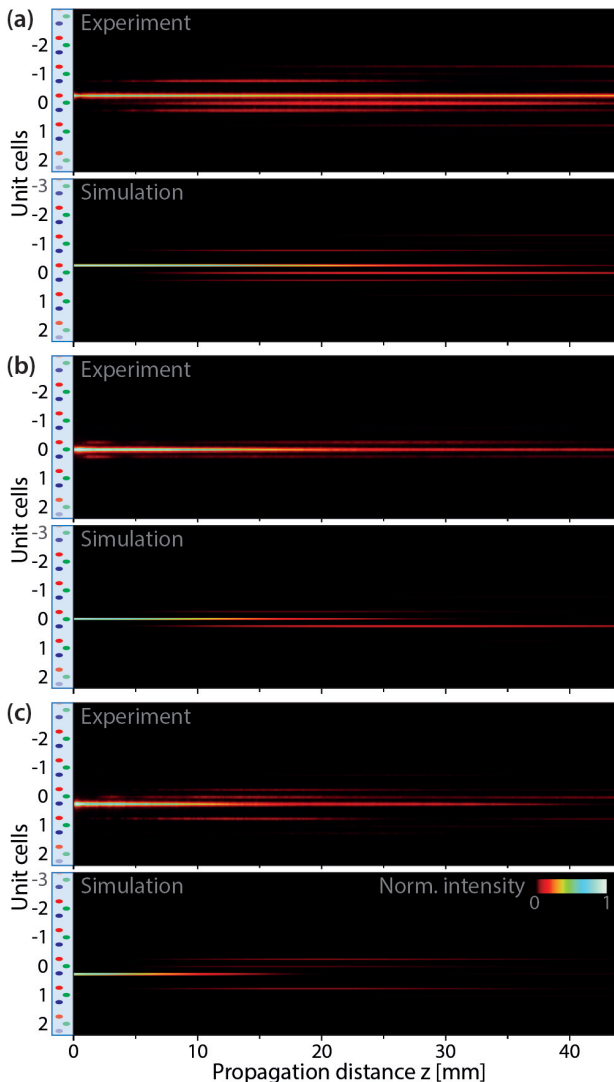 (a)
Experiment
-2
-1
0
1
2
Unit cells
Simulation
-3
-2
-1
0
1
2
(b)
Experiment
-2
-1
0
1
2
Unit cells
Simulation
-3
-2
-1
0
1
2
(c)
Experiment
-2
-1
0
1
2
Unit cells
Simulation
Norm. intensity
0 1
-3
-2
-1
0
1
2
0 10 20 30 40
Propagation distance z [mm]